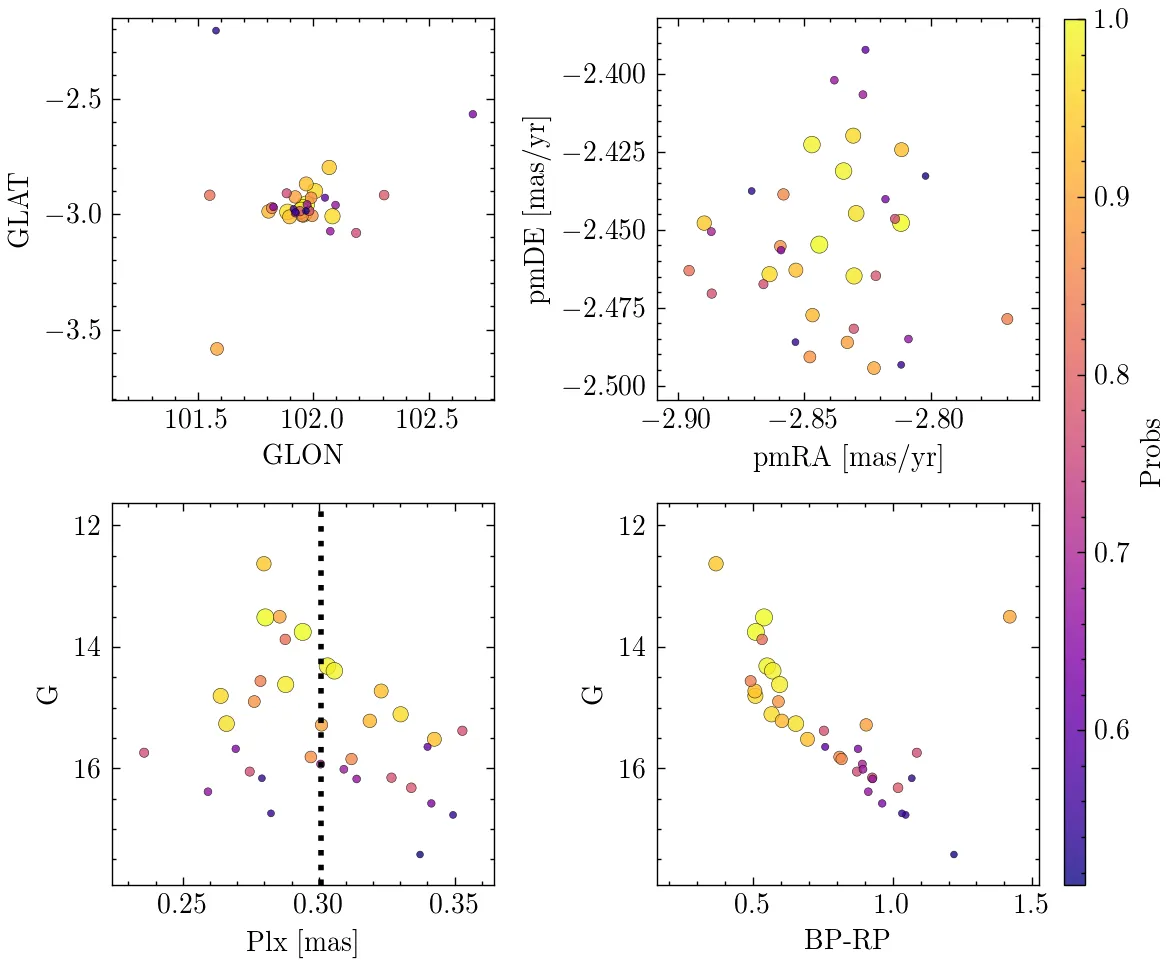 −2.5
−3.0
−3.5
GLAT
101.5 102.0 102.5
GLON
−2.400
−2.425
−2.450
−2.475
−2.500
pmDE [mas/yr]
−2.90 −2.85 −2.80
pmRA [mas/yr]
12
14
16
G
0.25 0.30 0.35
Plx [mas]
12
14
16
G
0.5 1.0 1.5
BP-RP
1.0
0.9
0.8
0.7
0.6
Probs